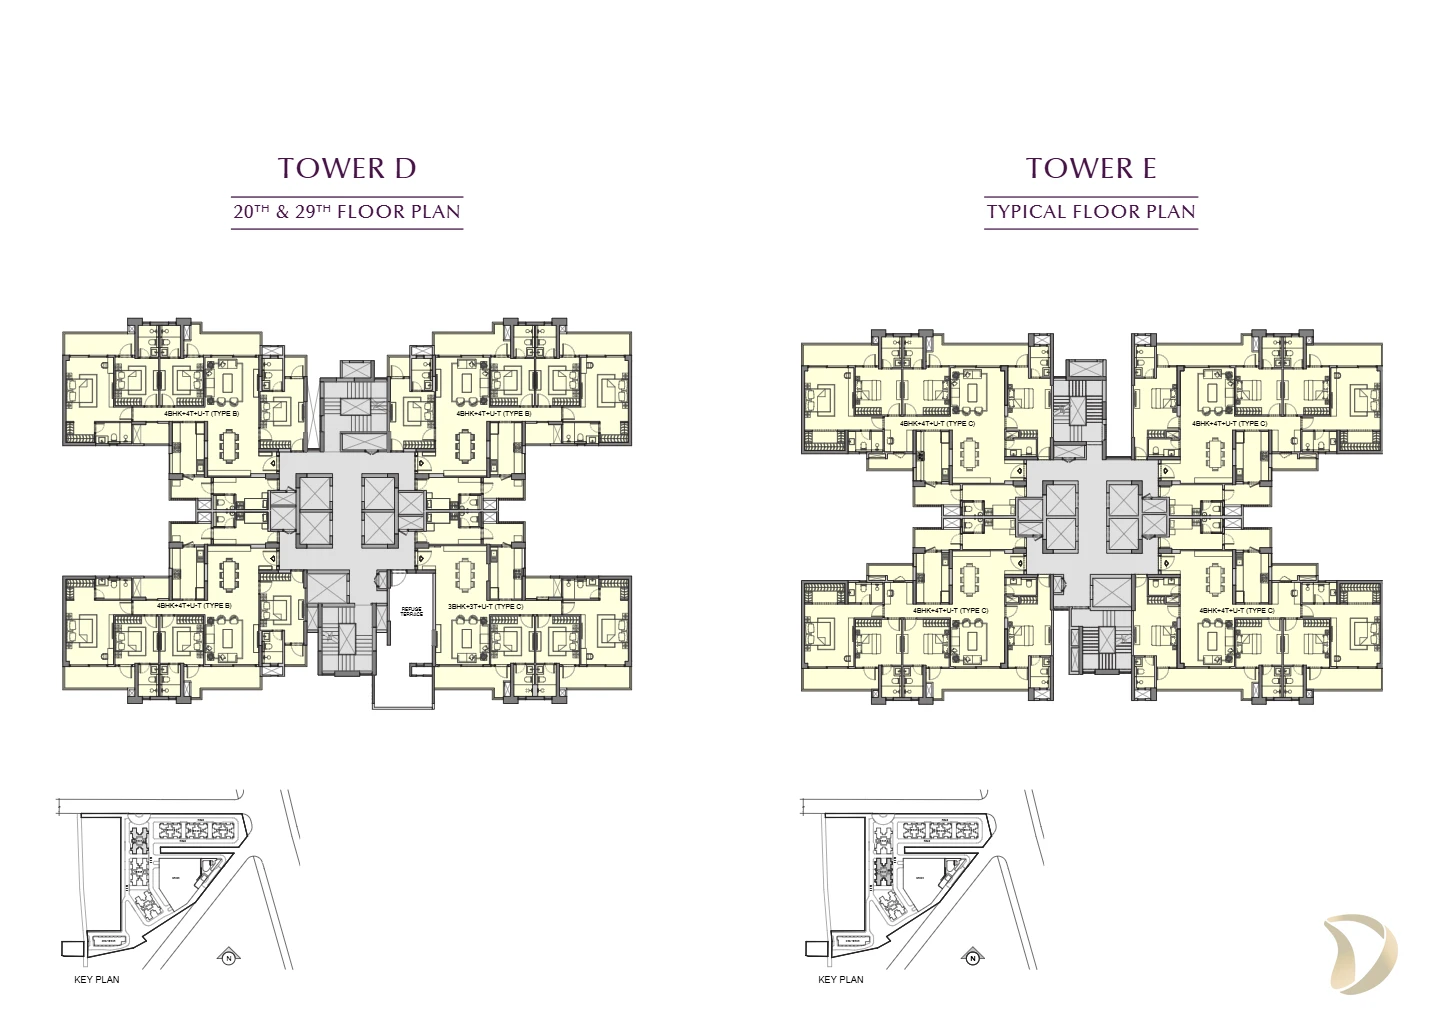 TOWER D
20TH & 29TH FLOOR PLAN
4BHK+4T+U-T (TYPE B)
4BHK+4T+U-T (TYPE B)
4BHK+4T+U-T (TYPE B)
REFUGE
TERRACE
3BHK+3T+U-T (TYPE C)
KEY PLAN
N
TOWER E
TYPICAL FLOOR PLAN
4BHK+4T+U-T (TYPE C)
4BHK+4T+U-T (TYPE C)
4BHK+4T+U-T (TYPE C)
4BHK+4T+U-T (TYPE C)
KEY PLAN
N